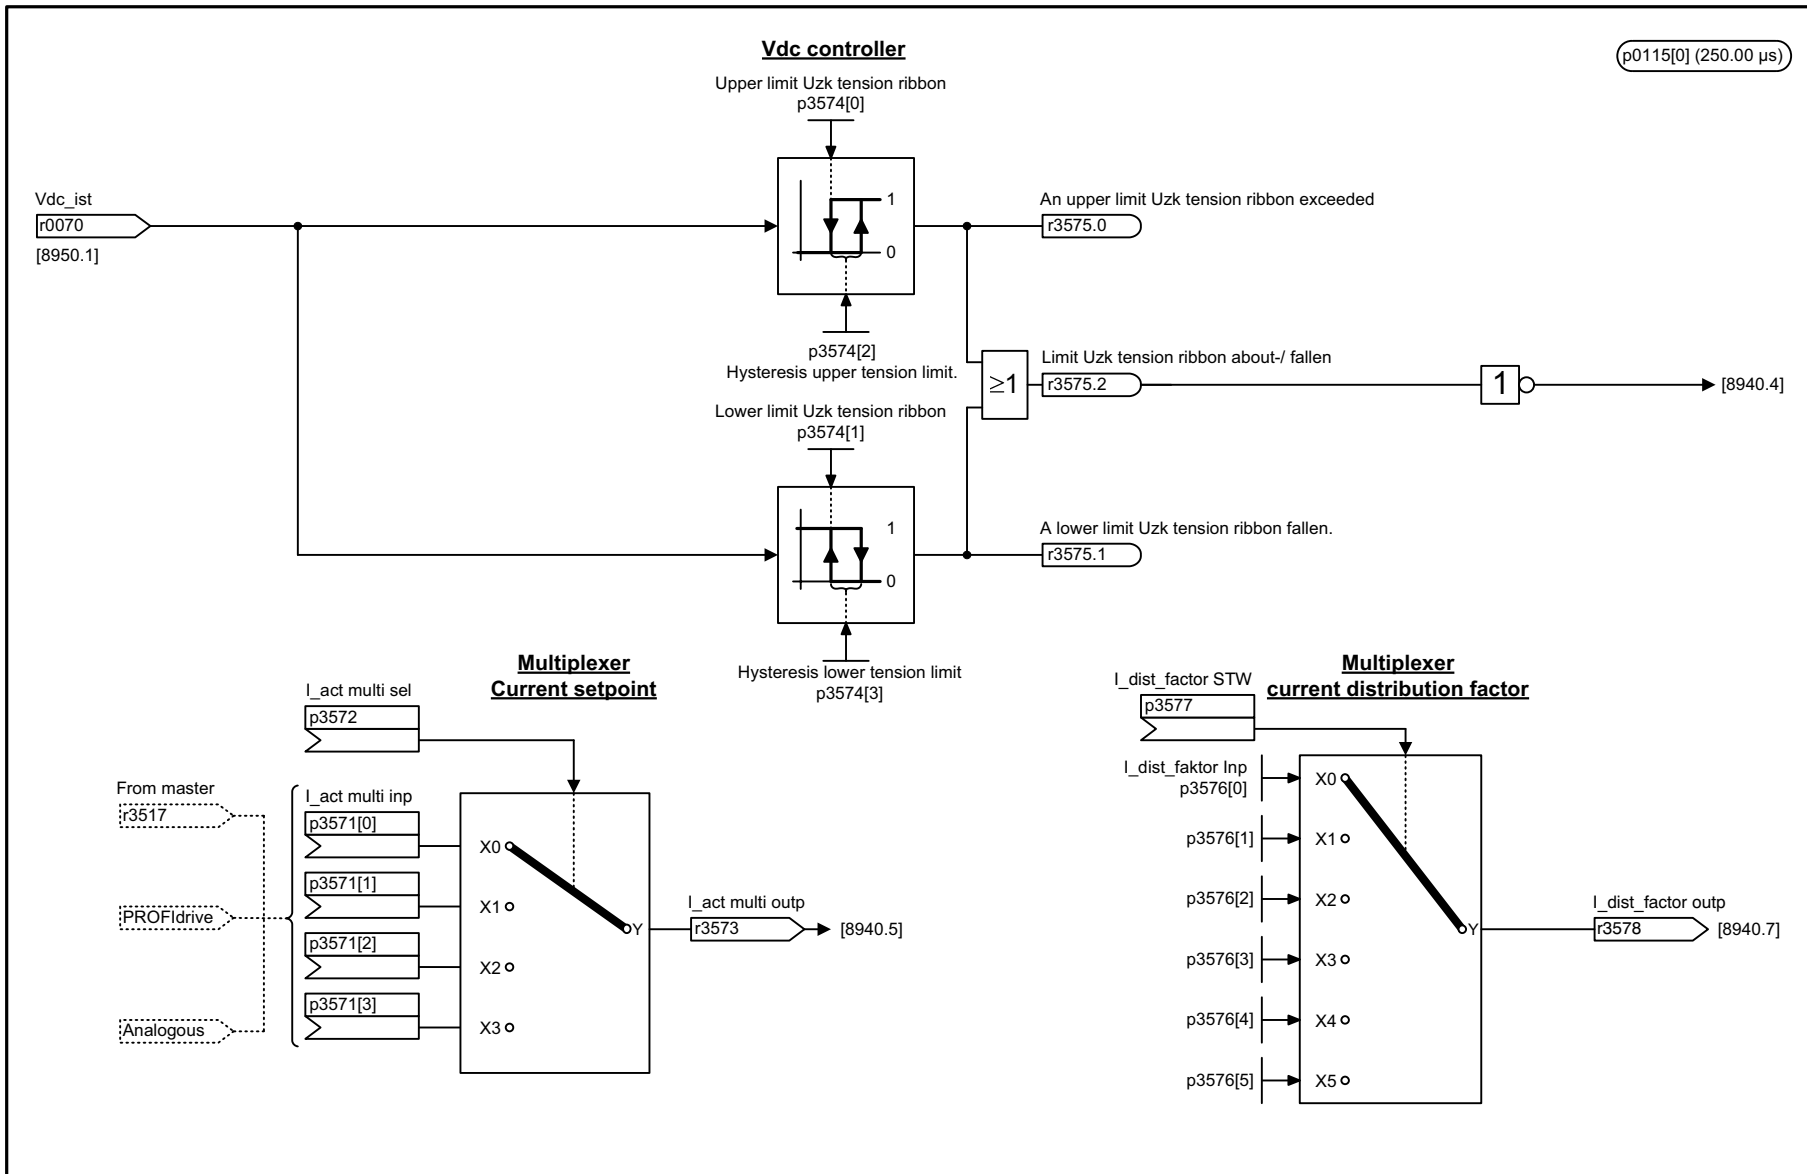 Vdc controller
p0115[0] (250.00 µs)
Upper limit Uzk tension ribbon
p3574[0]
Vdc_ist
r0070
[8950.1]
1
0
An upper limit Uzk tension ribbon exceeded
r3575.0
p3574[2]
Hysteresis upper tension limit.
≥1
Limit Uzk tension ribbon about-/ fallen
r3575.2
1
[8940.4]
Lower limit Uzk tension ribbon
p3574[1]
1
0
A lower limit Uzk tension ribbon fallen.
r3575.1
Hysteresis lower tension limit
p3574[3]
Multiplexer
Current setpoint
I_act multi sel
p3572
From master
r3517
PROFIdrive
Analogous
I_act multi inp
p3571[0]
p3571[1]
p3571[2]
p3571[3]
X0
X1
X2
X3
Y
I_act multi outp
r3573
[8940.5]
Multiplexer
current distribution factor
I_dist_factor STW
p3577
I_dist_faktor Inp
p3576[0]
p3576[1]
p3576[2]
p3576[3]
p3576[4]
p3576[5]
X0
X1
X2
X3
X4
X5
Y
I_dist_factor outp
r3578
[8940.7]